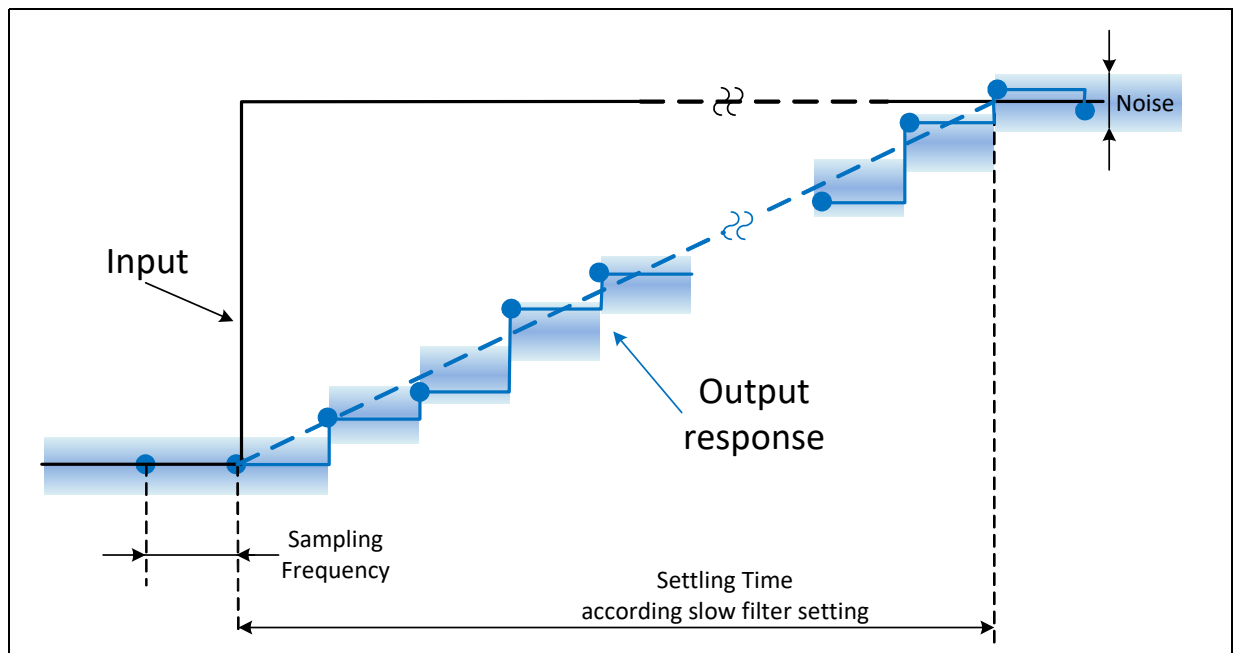 Noise
Input
Output
response
Sampling
Frequency
Settling Time
according slow filter setting